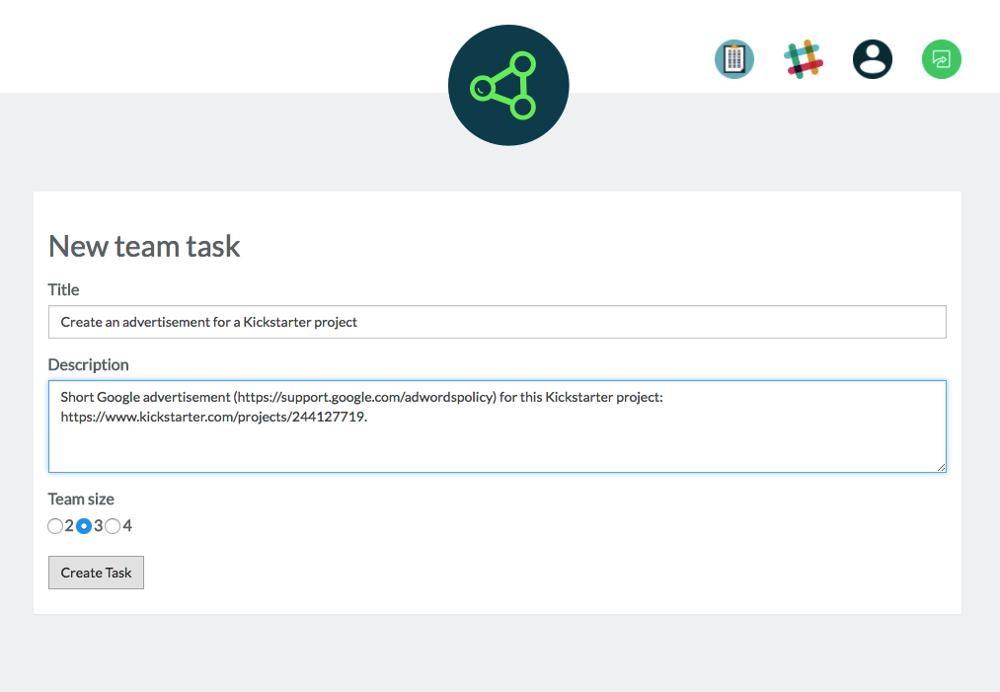 New team task
Title
Create an advertisement for a Kickstarter project
Description
Short Google advertisement (https://support.google.com/adwordspolicy) for this Kickstarter project:
https://www.kickstarter.com/projects/244127719.
Team size
2 3 4
Create Task